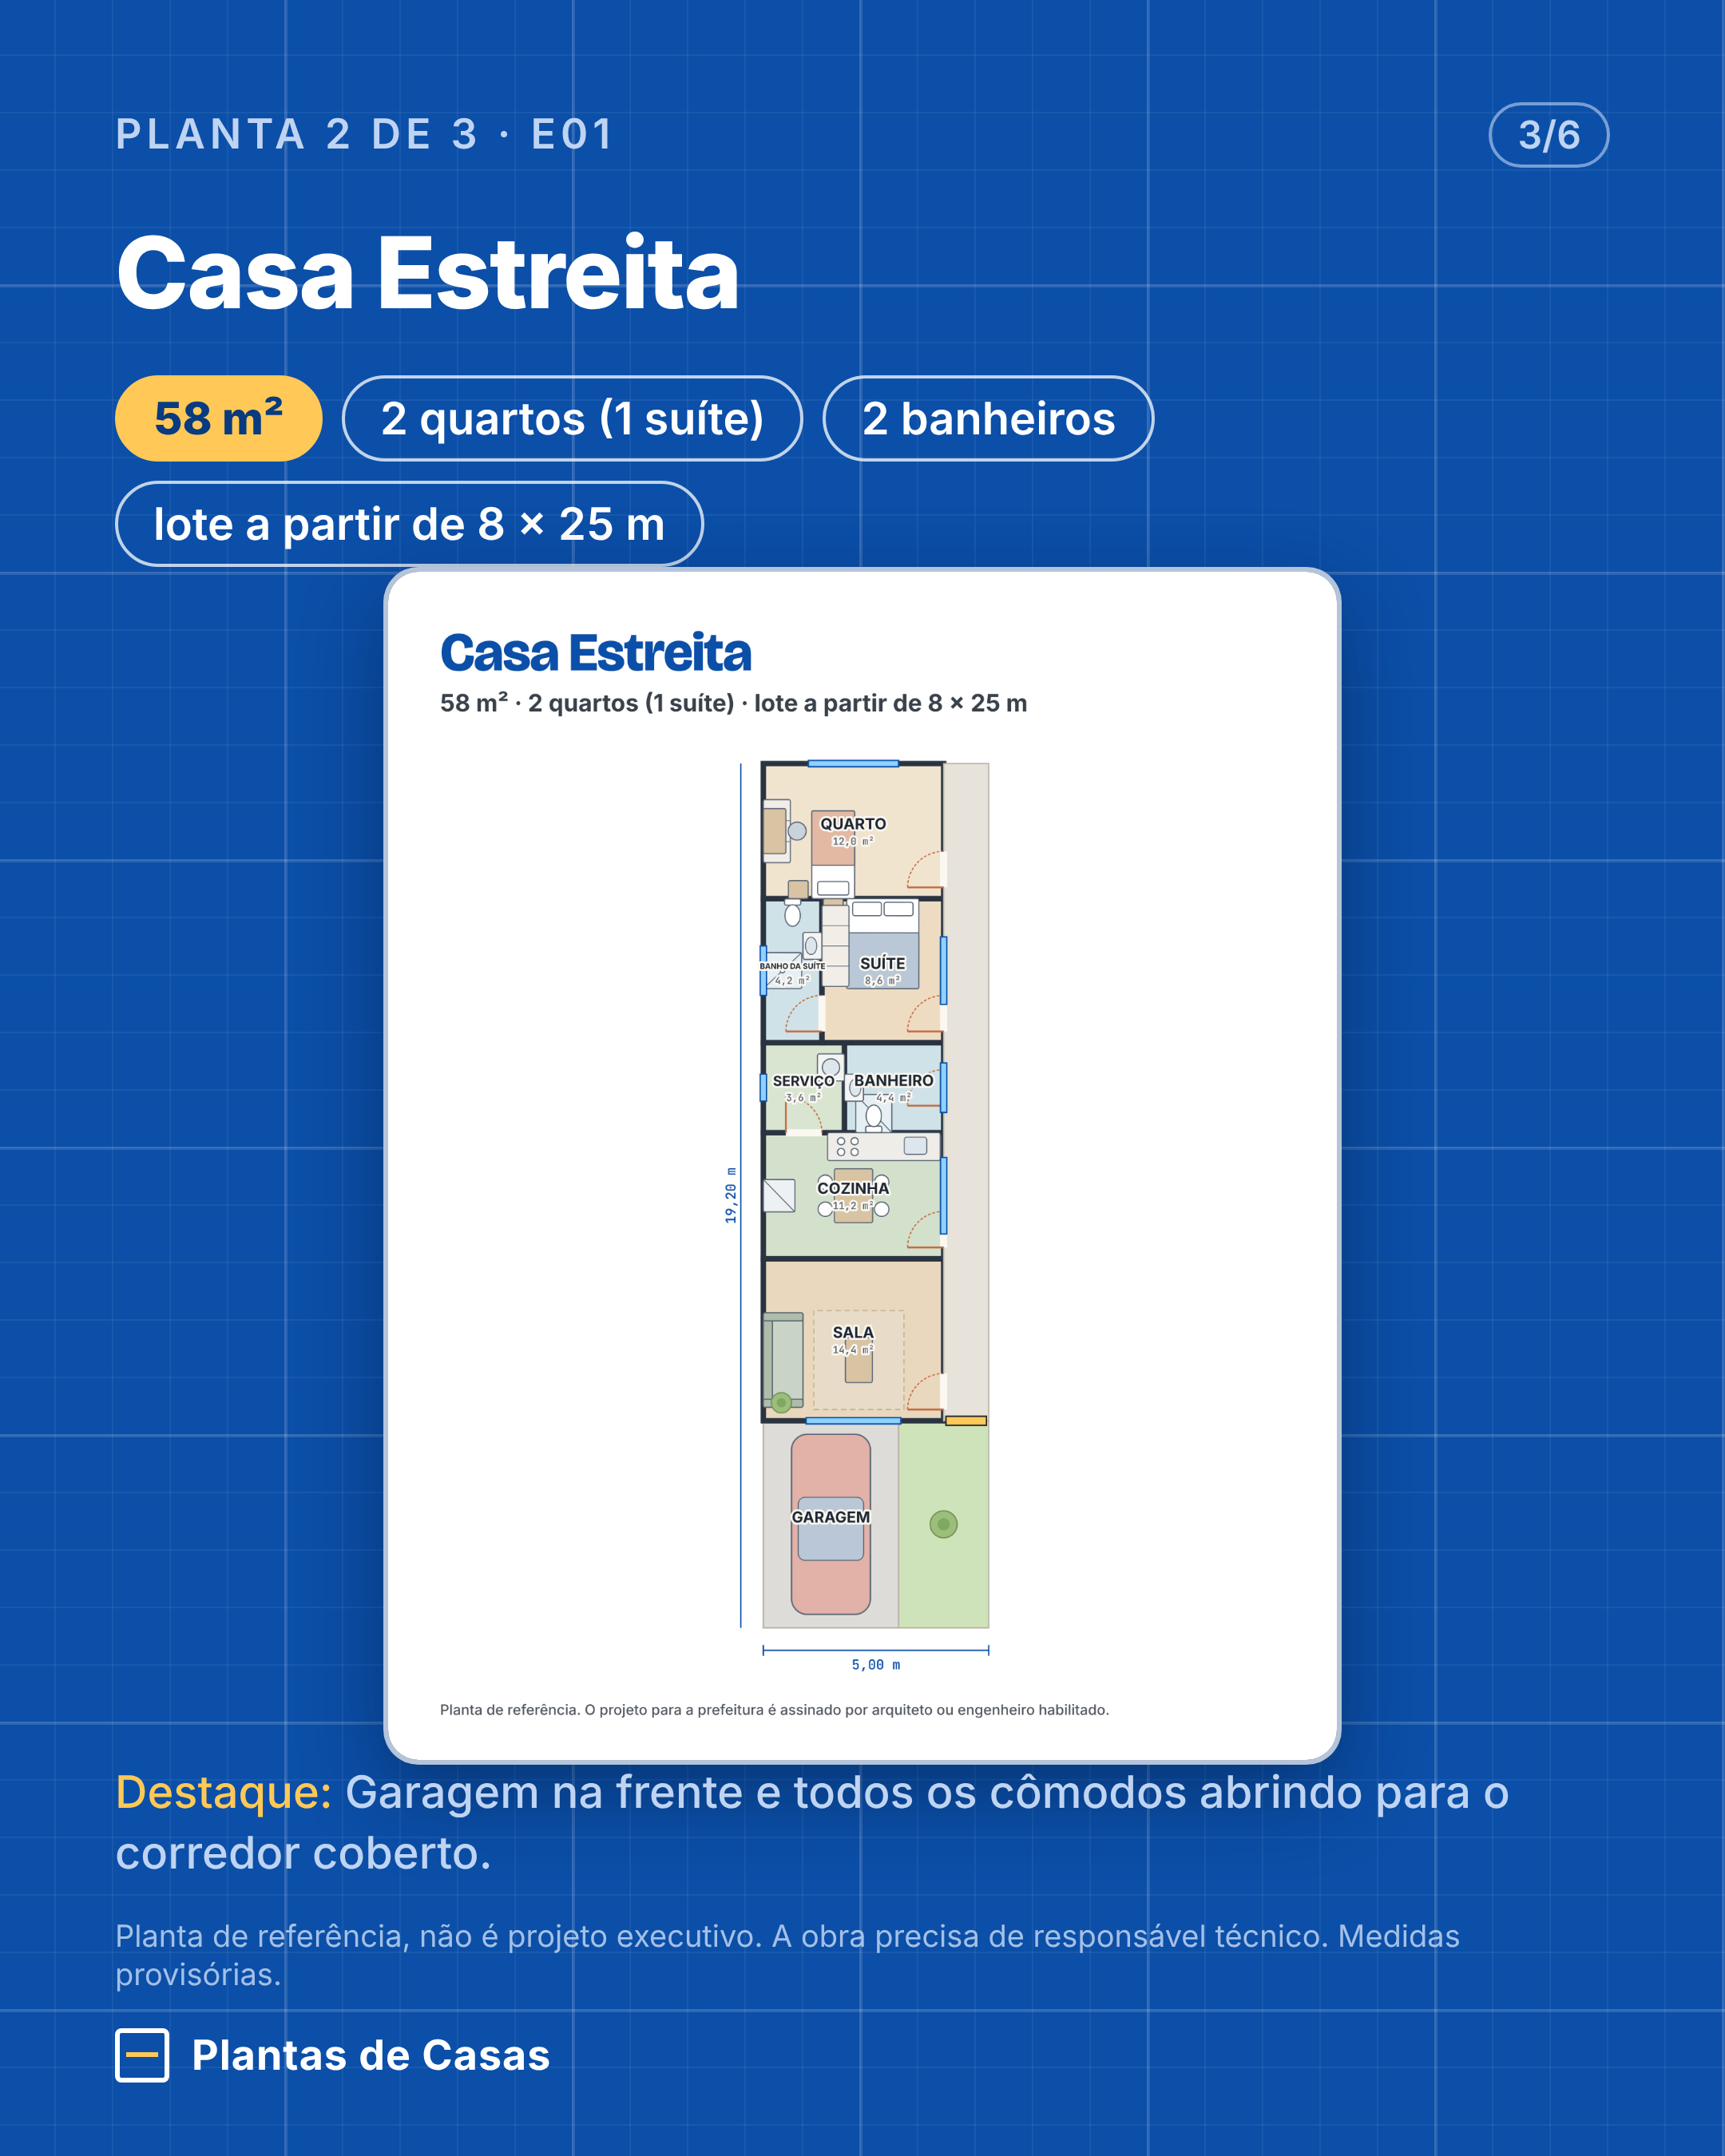 PLANTA 2 DE 3 · E01
3/6
Casa Estreita
58 m²
2 quartos (1 suíte)
2 banheiros
lote a partir de 8 × 25 m
Casa Estreita
58 m² · 2 quartos (1 suíte) · lote a partir de 8 × 25 m
QUARTO
12,0 m²
BANHO DA SUÍTE
4,2 m²
SUÍTE
8,6 m²
SERVIÇO
3,6 m²
BANHEIRO
4,4 m²
19,20 m
COZINHA
11,2 m²
SALA
14,4 m²
GARAGEM
5,00 m
Planta de referência. O projeto para a prefeitura é assinado por arquiteto ou engenheiro habilitado.
Destaque: Garagem na frente e todos os cômodos abrindo para o
corredor coberto.
Planta de referência, não é projeto executivo. A obra precisa de responsável técnico. Medidas
provisórias.
Plantas de Casas